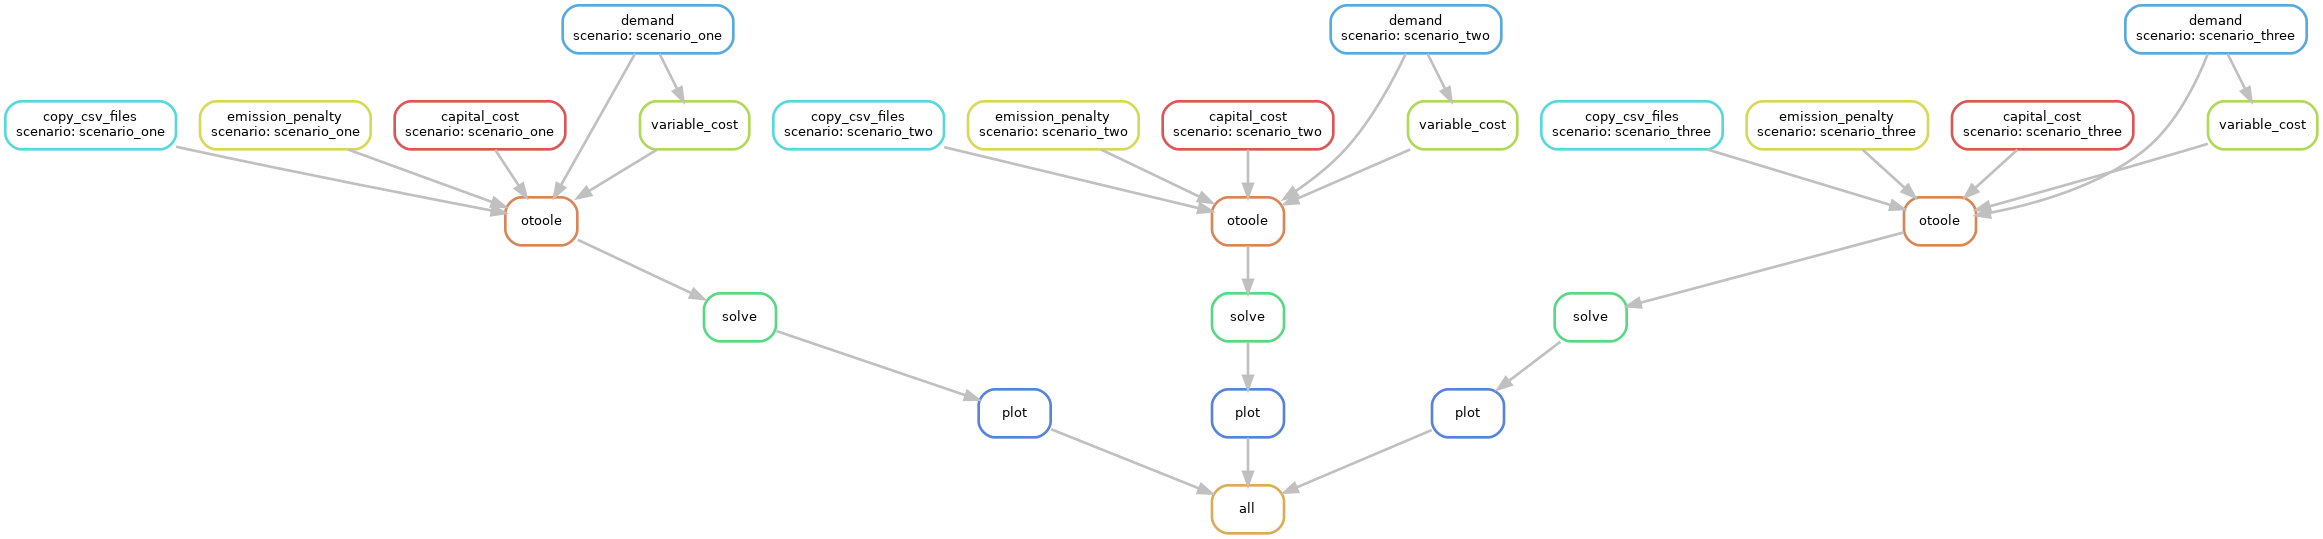 demand
scenario: scenario_one
demand
scenario: scenario_two
demand
scenario: scenario_three
copy_csv_files
scenario: scenario_one
emission_penalty
scenario: scenario_one
capital_cost
scenario: scenario_one
variable_cost
copy_csv_files
scenario: scenario_two
emission_penalty
scenario: scenario_two
capital_cost
scenario: scenario_two
variable_cost
copy_csv_files
scenario: scenario_three
emission_penalty
scenario: scenario_three
capital_cost
scenario: scenario_three
variable_cost
otoole
otoole
otoole
solve
solve
solve
plot
plot
plot
all